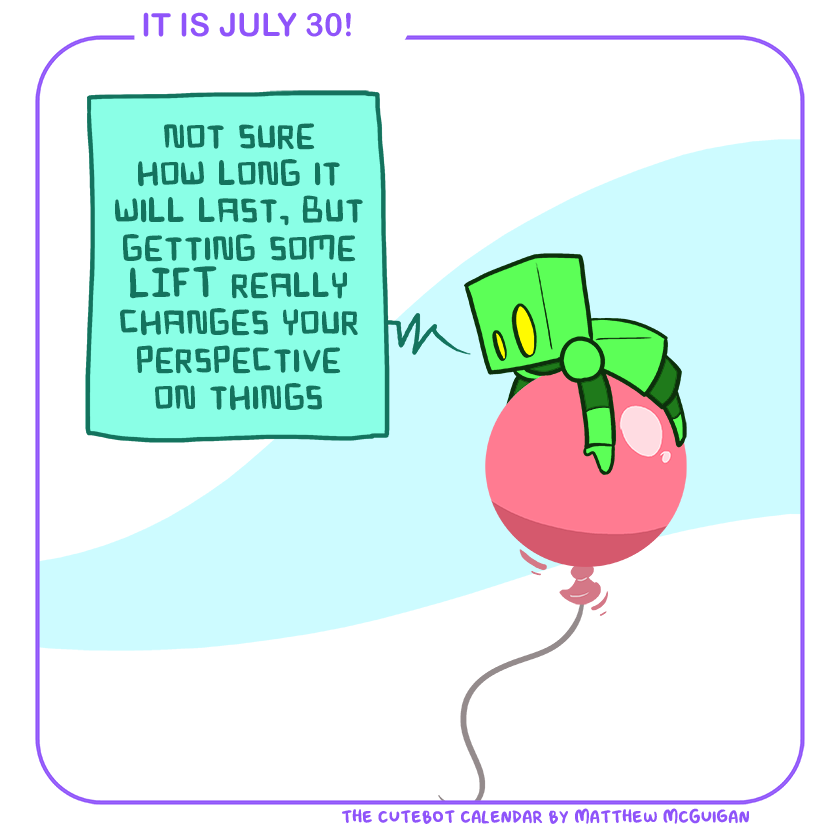 IT IS JULY 30!
NOT SURE
HOW LONG IT
WILL LAST, BUT
GETTING SOME
LIFT REALLY
CHANGES YOUR
PERSPECTIVE
ON THINGS
THE CUTEBOT CALENDAR BY MATTHEW MCGUIGAN